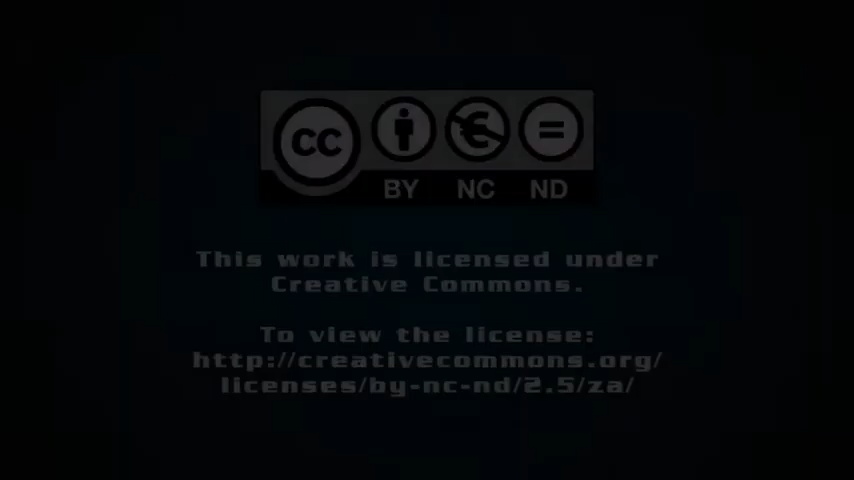 CC
BY NC ND
This work is licensed under
Creative Commons.
To view the license:
http://creativecommons.org/
licenses/by-nc-nd/2.5/za/